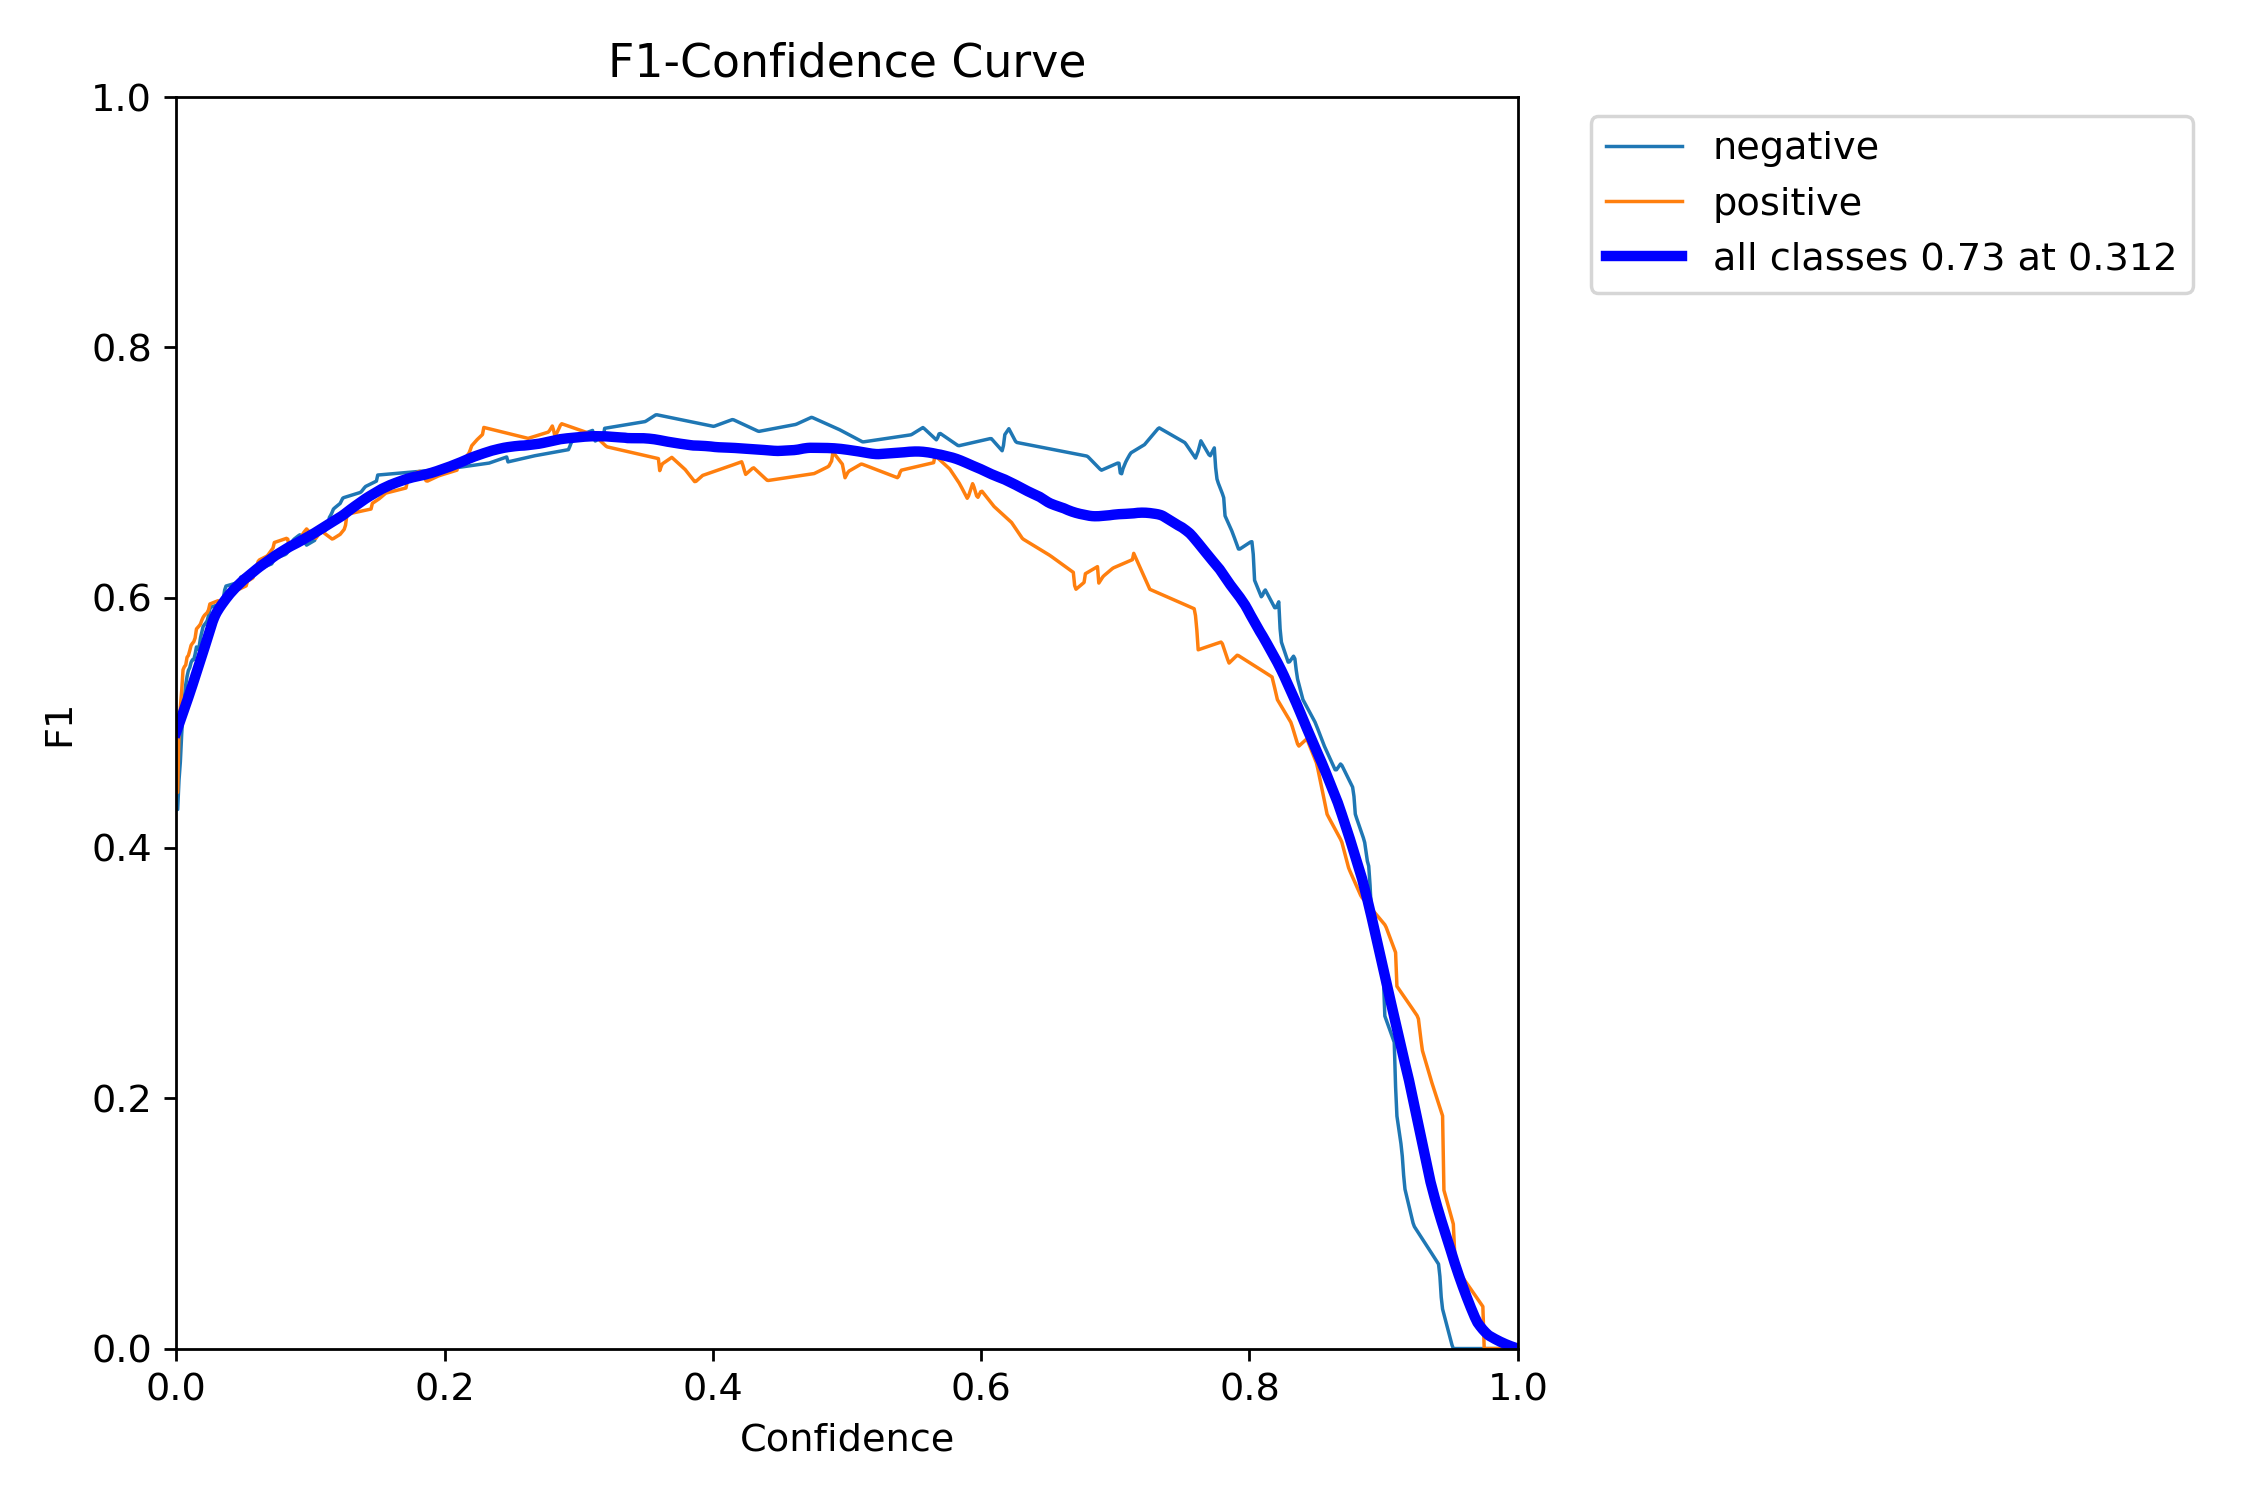 F1-Confidence Curve
1.0
0.8
0.6
0.4
0.2
0.0
F1
0.0 0.2 0.4 0.6 0.8 1.0
Confidence
negative
positive
all classes 0.73 at 0.312